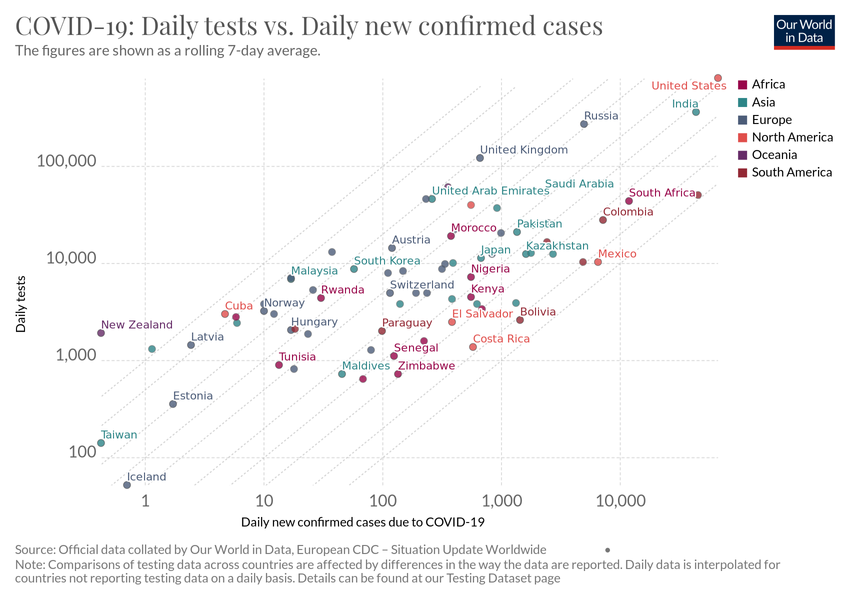 COVID-19: Daily tests vs. Daily new confirmed cases
The figures are shown as a rolling 7-day average.
Our World
in Data
United States
India
Russia
United Kingdom
100,000
United Arab Emirates
Saudi Arabia
South Africa
Colombia
Morocco
Pakistan
Austria
Japan
Kazakhstan
Mexico
10,000
South Korea
Malaysia
Nigeria
Switzerland
Rwanda
Kenya
Cuba
Norway
El Salvador
Bolivia
New Zealand
Hungary
Paraguay
Latvia
Costa Rica
Senegal
1,000
Tunisia
Maldives
Zimbabwe
Estonia
Taiwan
100
Iceland
Daily tests
1
10
100
1,000
10,000
Daily new confirmed cases due to COVID-19
Africa
Asia
Europe
North America
Oceania
South America
Source: Official data collated by Our World in Data, European CDC – Situation Update Worldwide
Note: Comparisons of testing data across countries are affected by differences in the way the data are reported. Daily data is interpolated for
countries not reporting testing data on a daily basis. Details can be found at our Testing Dataset page